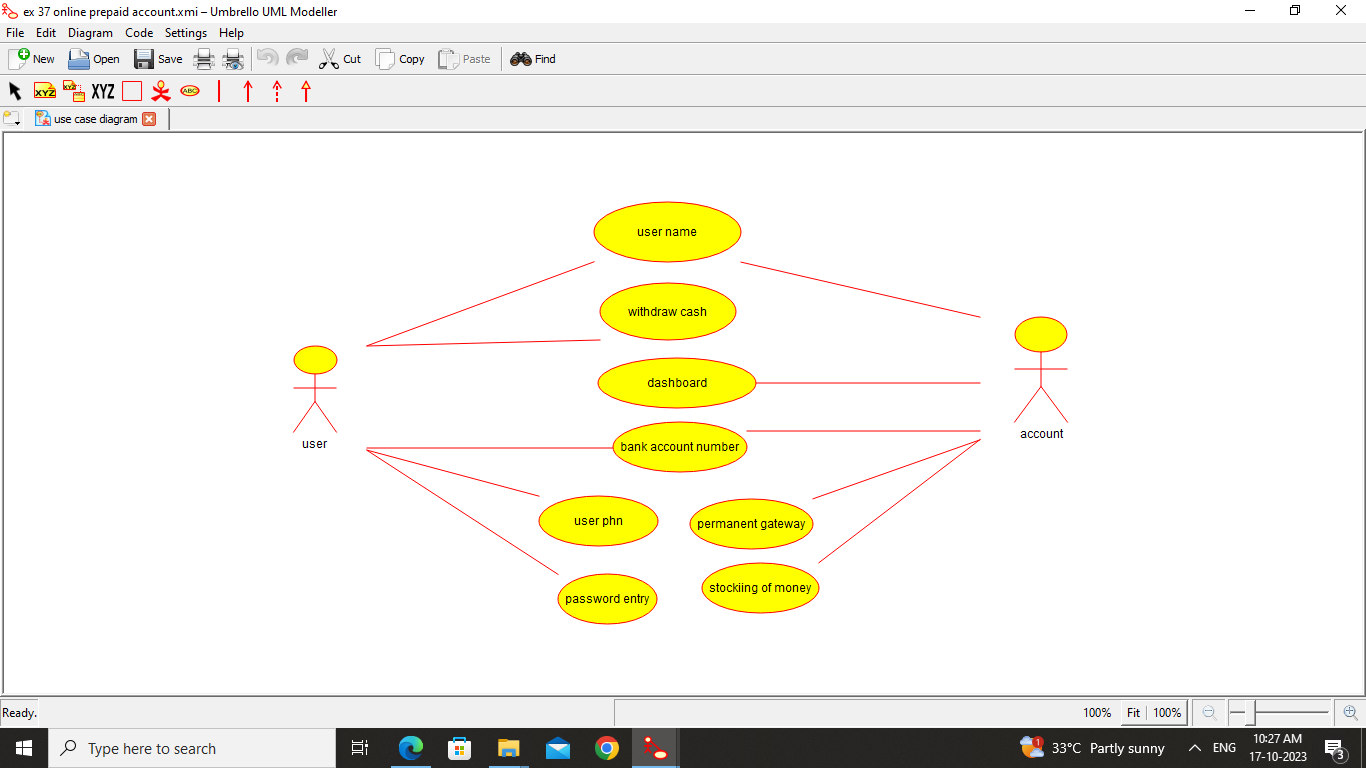 ex 37 online prepaid account.xmi – Umbrello UML Modeller
File Edit Diagram Code Settings Help
New Open Save Cut Copy Paste Find
XYZ XYZ XYZ ABC
use case diagram
user name
withdraw cash
dashboard
user
account
bank account number
user phn
permanent gateway
password entry
stockiing of money
Ready. 100% Fit 100%
Type here to search
1 33°C Partly sunny ENG 10:27 AM
17-10-2023 3